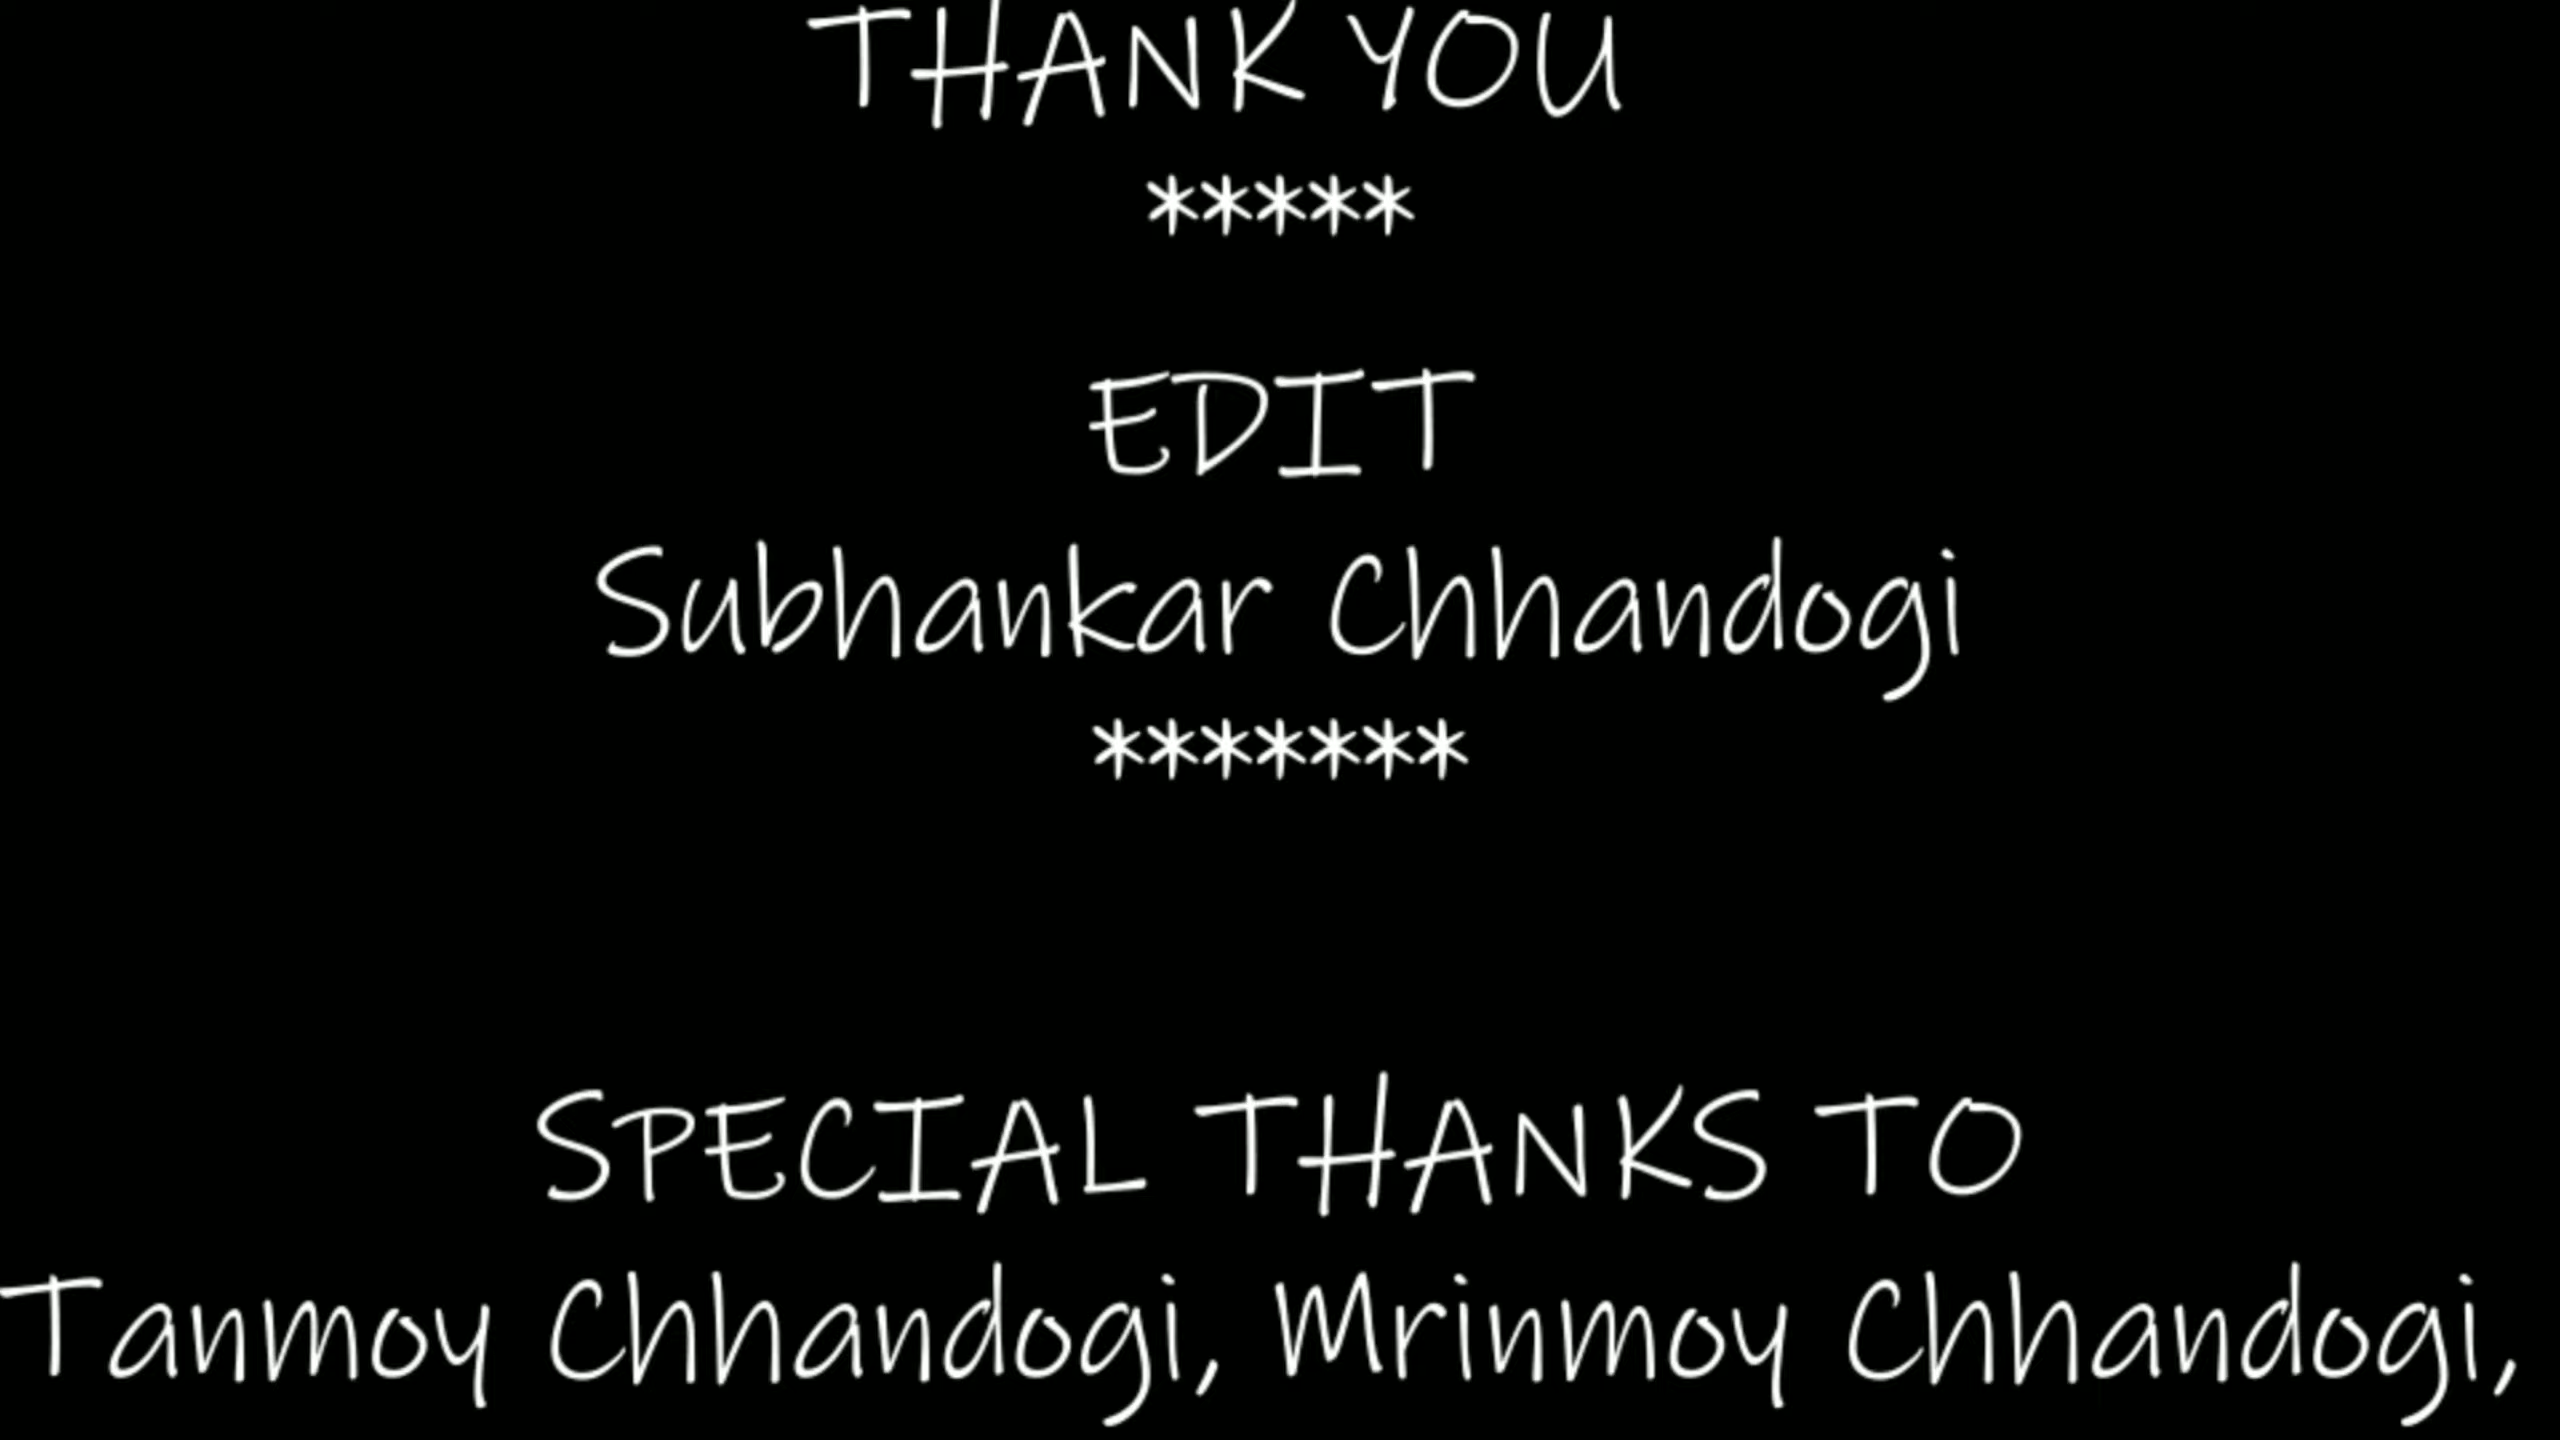 THANK YOU
*****
EDIT
Subhankar Chhandogi
*******
SPECIAL THANKS TO
Tanmoy Chhandogi, Mrinmoy Chhandogi,